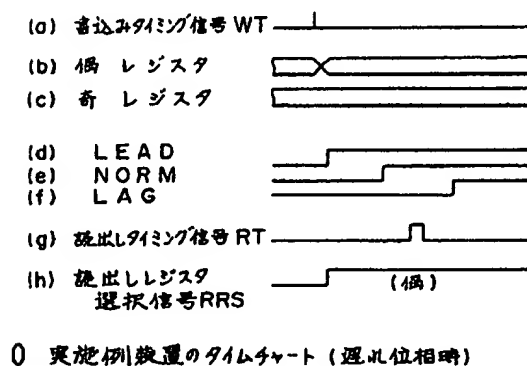 (a) 書込みタイミング信号 WT
(b) 偶 レジスタ
(c) 奇 レジスタ
(d) LEAD
(e) NORM
(f) LAG
(g) 読出しタイミング信号 RT
(h) 読出しレジスタ
選択信号RRS
(偶)
0 実施例装置のタイムチャート (遅れ位相時)